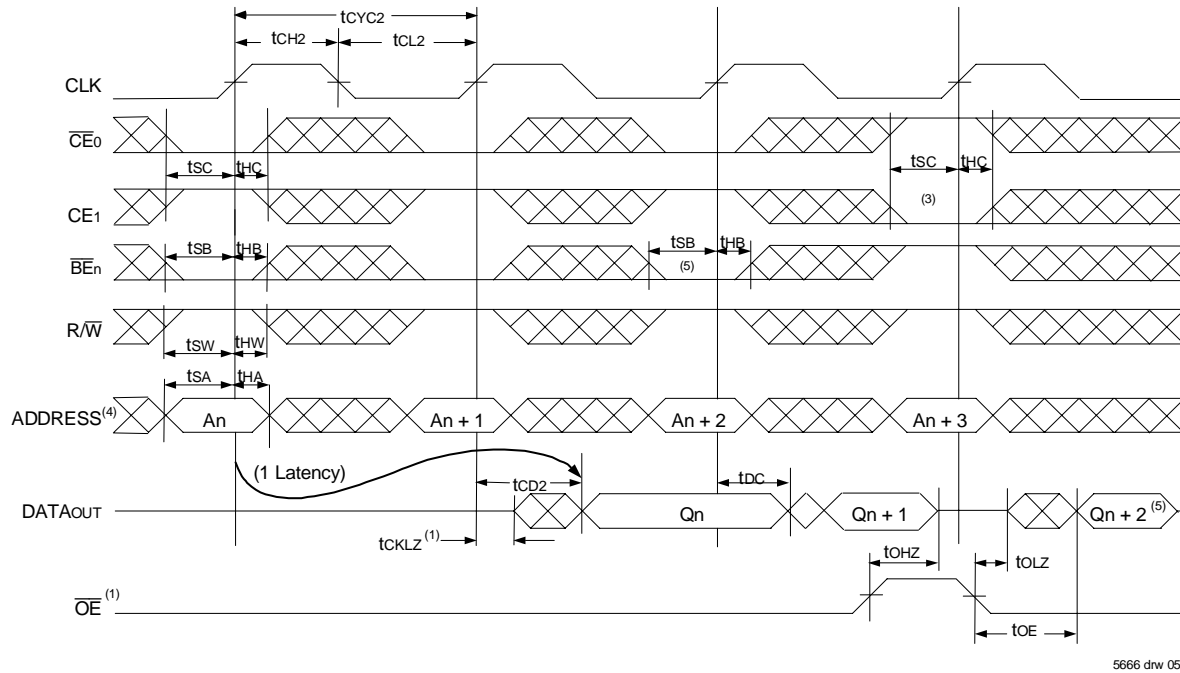 tCYC2
tCH2 tCL2
CLK
CE0
tSC tHC tSC tHC
CE1 (3)
tSB tHB tSB tHB
BEn (5)
R/W
tSW tHW
tSA tHA
ADDRESS(4) An An + 1 An + 2 An + 3
(1 Latency) tCD2 tDC
DATAOUT Qn Qn + 1 Qn + 2 (5)
tCKLZ (1)
tOHZ tOLZ
OE (1)
tOE
5666 drw 05